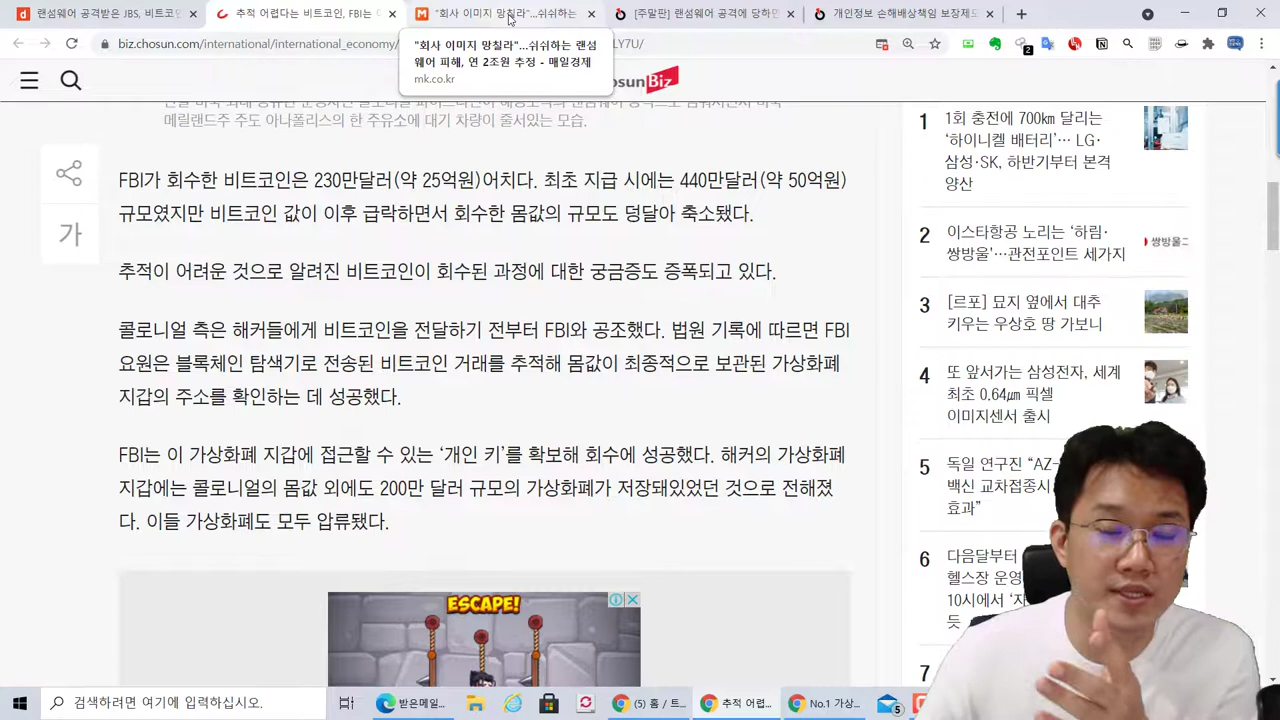 랜섬웨어 공격받은 JBS, 비트코인
추적 어렵다는 비트코인, FBI는
"회사 이미지 망칠라"...쉬쉬하는
[주말판] 랜섬웨어 공격에 당하면
개인정보 손해배상책임 보장제도
biz.chosun.com/international/international_economy/
LY7U/
2
"회사 이미지 망칠라"...쉬쉬하는 랜섬
웨어 피해, 연 2조원 추정 - 매일경제
mk.co.kr
osunBiz
메릴랜드주 주도 아나폴리스의 한 주유소에 대기 차량이 줄서있는 모습.
가
FBI가 회수한 비트코인은 230만달러(약 25억원)어치다. 최초 지급 시에는 440만달러(약 50억원)
규모였지만 비트코인 값이 이후 급락하면서 회수한 몸값의 규모도 덩달아 축소됐다.
추적이 어려운 것으로 알려진 비트코인이 회수된 과정에 대한 궁금증도 증폭되고 있다.
콜로니얼 측은 해커들에게 비트코인을 전달하기 전부터 FBI와 공조했다. 법원 기록에 따르면 FBI
요원은 블록체인 탐색기로 전송된 비트코인 거래를 추적해 몸값이 최종적으로 보관된 가상화폐
지갑의 주소를 확인하는 데 성공했다.
FBI는 이 가상화폐 지갑에 접근할 수 있는 ‘개인 키’를 확보해 회수에 성공했다. 해커의 가상화폐
지갑에는 콜로니얼의 몸값 외에도 200만 달러 규모의 가상화폐가 저장돼있었던 것으로 전해졌
다. 이들 가상화폐도 모두 압류됐다.
ESCAPE!
1
1회 충전에 700km 달리는
‘하이니켈 배터리’… LG·
삼성·SK, 하반기부터 본격
양산
2
이스타항공 노리는 ‘하림·
쌍방울’…관전포인트 세가지
쌍방울
3
[르포] 묘지 옆에서 대추
키우는 우상호 땅 가보니
4
또 앞서가는 삼성전자, 세계
최초 0.64㎛ 픽셀
이미지센서 출시
5
독일 연구진 “AZ-
백신 교차접종시
효과”
6
다음달부터
헬스장 운영
10시에서 ‘자
듯
7
검색하려면 여기에 입력하십시오.
받은메일...
(5) 홈 / 트...
추적 어렵...
No.1 가상...
5